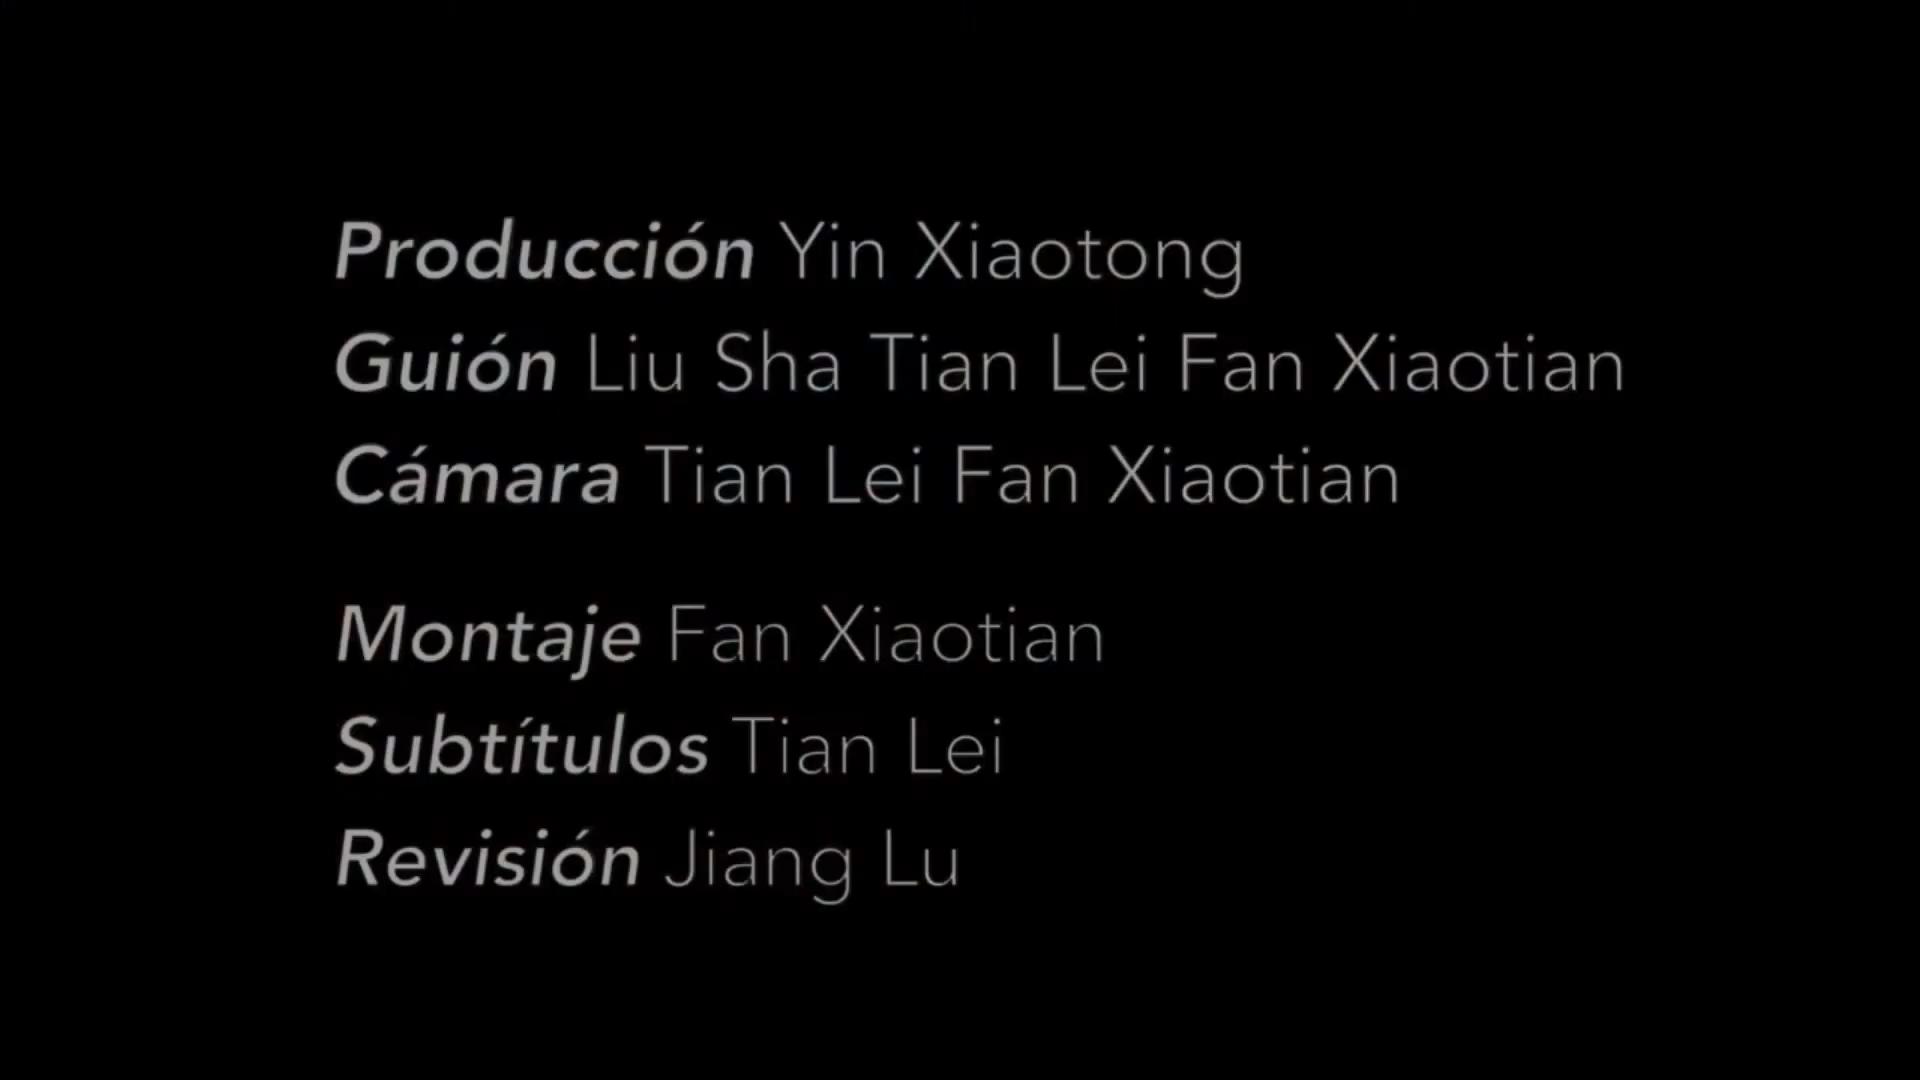 Producción Yin Xiaotong
Guión Liu Sha Tian Lei Fan Xiaotian
Cámara Tian Lei Fan Xiaotian
Montaje Fan Xiaotian
Subtítulos Tian Lei
Revisión Jiang Lu